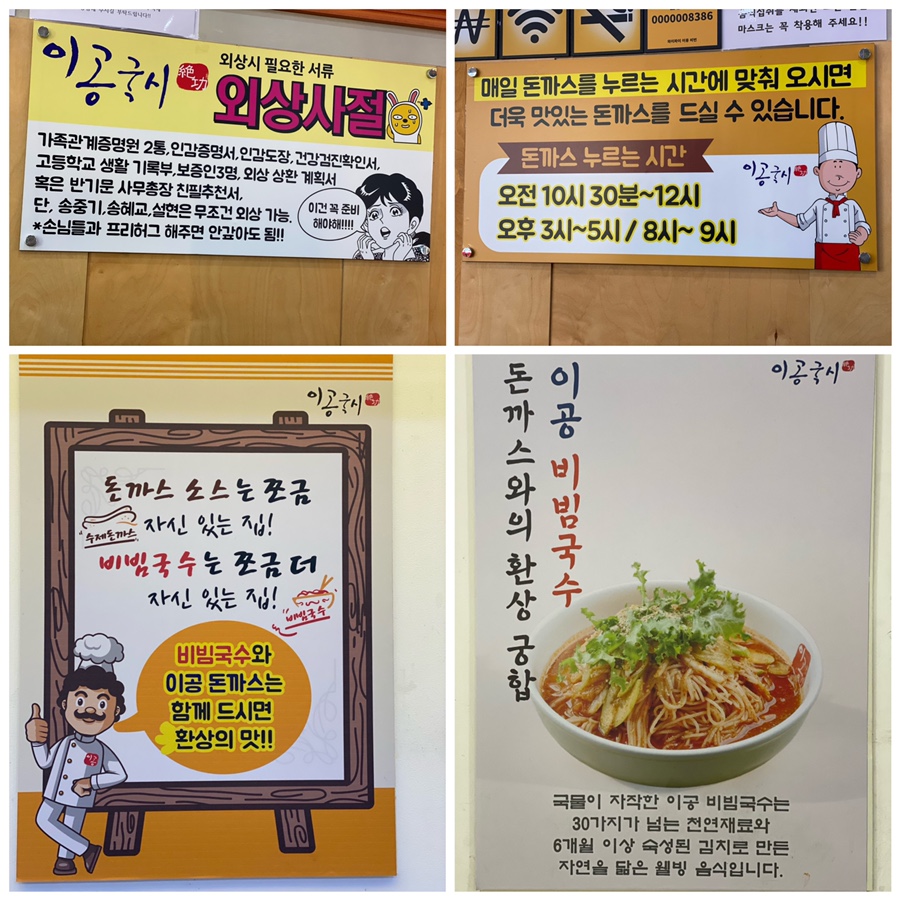 이공국시
외상시 필요한 서류
외상사절
가족관계증명원 2통,인감증명서,인감도장,건강검진확인서,
고등학교 생활 기록부,보증인3명, 외상 상환 계획서
혹은 반기문 사무총장 친필추천서,
단, 송중기,송혜교,설현은 무조건 외상 가능.
*손님들과 프리허그 해주면 안갚아도 됨!!
이건 꼭 준비
해야해!!!!
₩
0000008386
마스크는 꼭 착용해 주세요!!
매일 돈까스를 누르는 시간에 맞춰 오시면
더욱 맛있는 돈까스를 드실 수 있습니다.
돈까스 누르는 시간
이공국시
오전 10시 30분~12시
오후 3시~5시 / 8시~ 9시
이공국시
돈까스 소스는 쪼금
자신 있는 집!
수제돈까스
비빔국수는 쪼금 더
자신 있는 집!
비빔국수
비빔국수와
이공 돈까스는
함께 드시면
환상의 맛!!
이공국시
이공 비빔국수
돈까스와의 환상 궁합
국물이 자작한 이공 비빔국수는
30가지가 넘는 천연재료와
6개월 이상 숙성된 김치로 만든
자연을 닮은 웰빙 음식입니다.